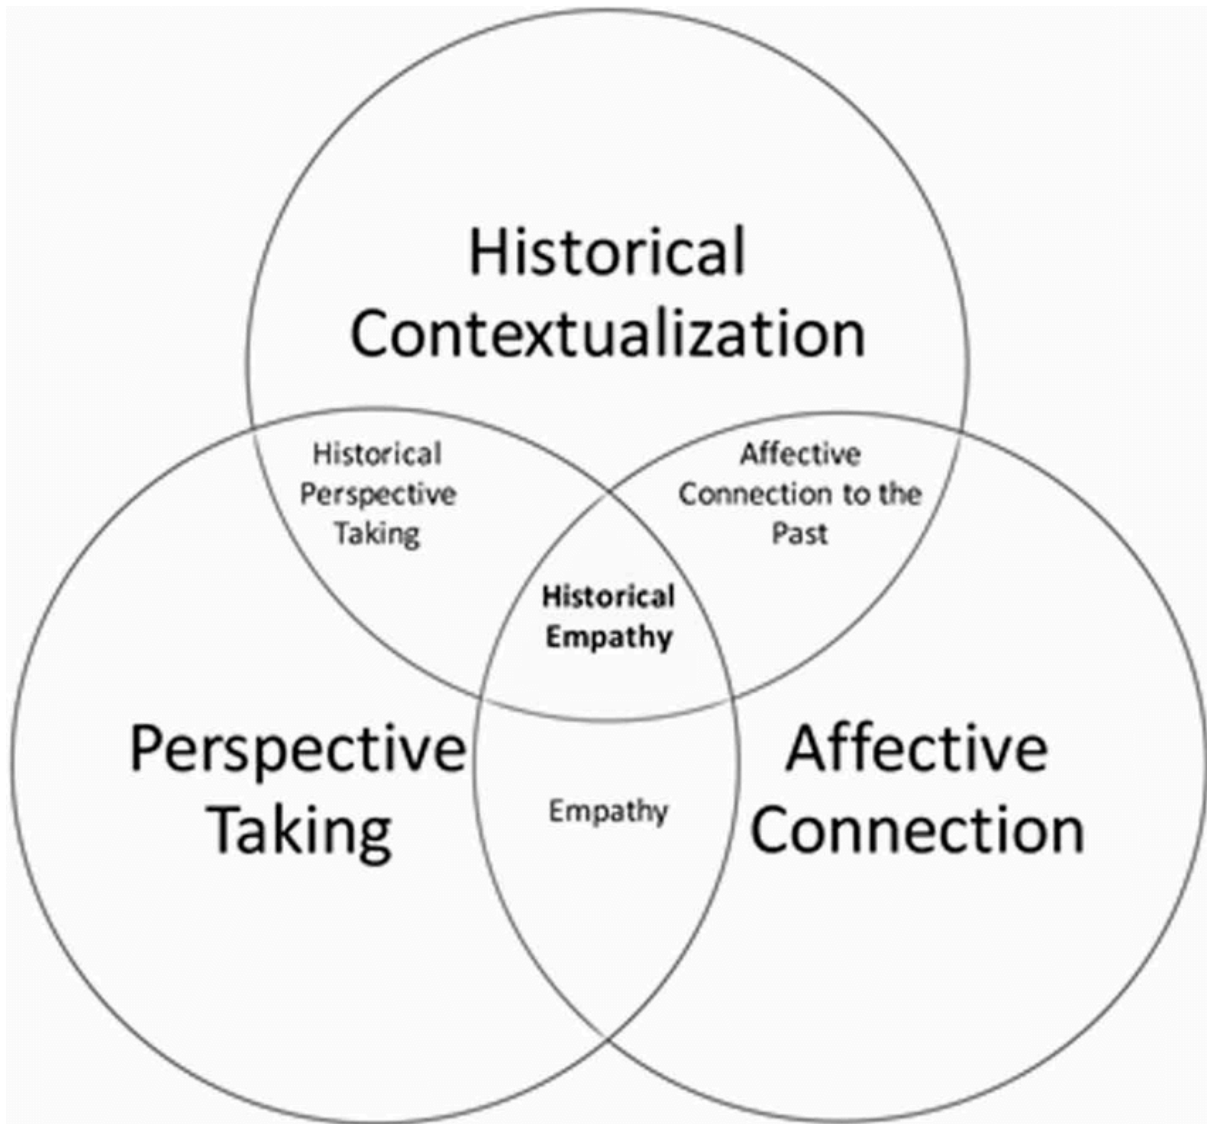 Historical
Contextualization
Historical
Perspective
Taking
Affective
Connection to the
Past
Historical
Empathy
Perspective
Taking
Affective
Connection
Empathy